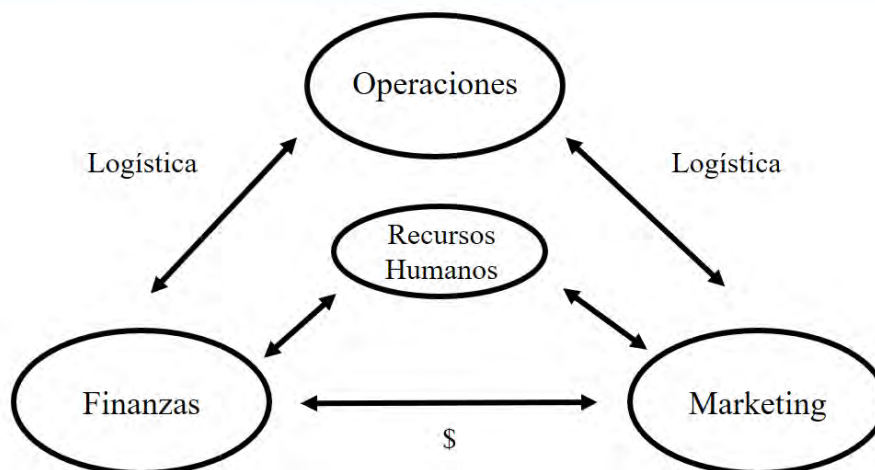 Operaciones
Logística
Logística
Recursos
Humanos
Finanzas
Marketing
$